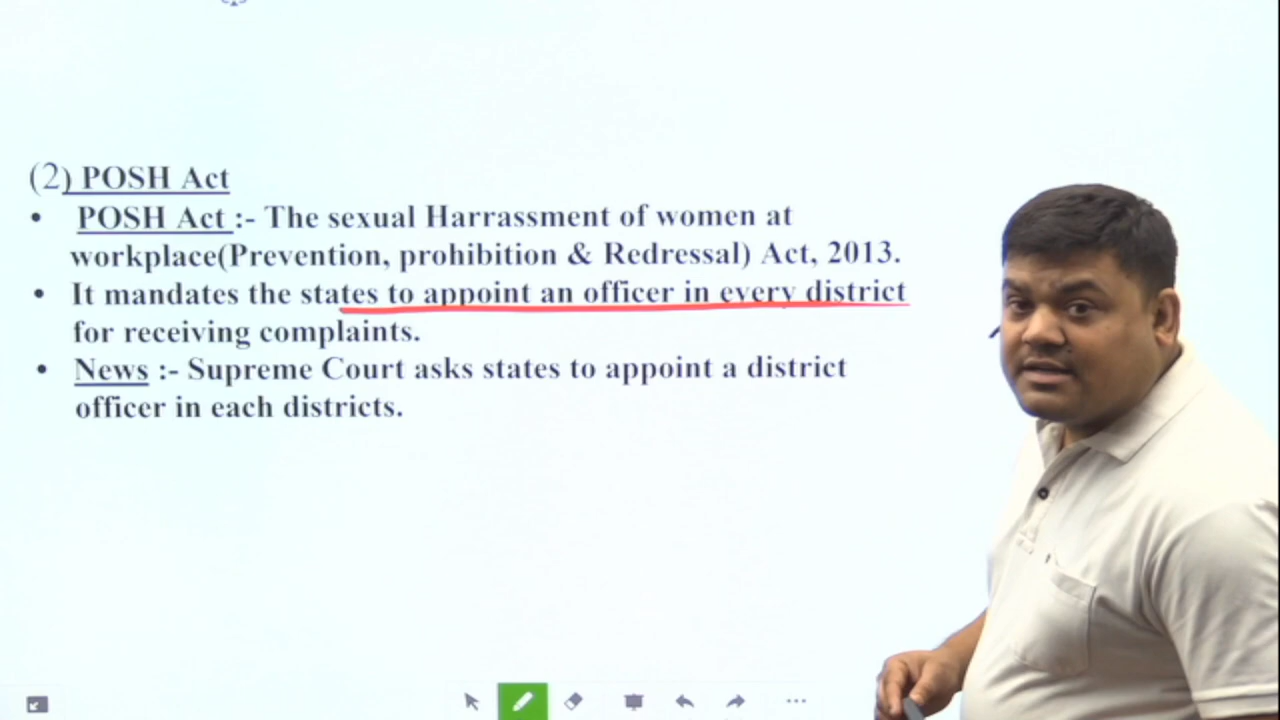 (2) POSH Act
• POSH Act :- The sexual Harrassment of women at
workplace(Prevention, prohibition & Redressal) Act, 2013.
• It mandates the states to appoint an officer in every district
for receiving complaints.
• News :- Supreme Court asks states to appoint a district
officer in each districts.